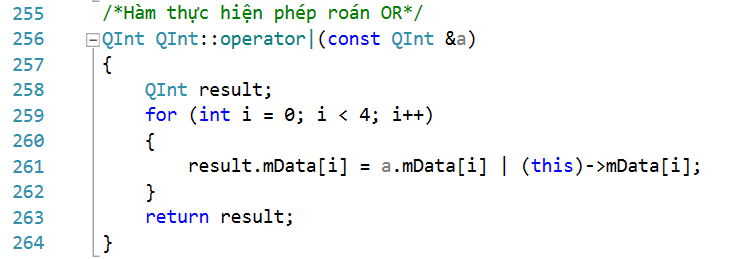 255 /*Hàm thực hiện phép roán OR*/
256 QInt QInt::operator|(const QInt &a)
257 {
258 QInt result;
259 for (int i = 0; i < 4; i++)
260 {
261 result.mData[i] = a.mData[i] | (this)->mData[i];
262 }
263 return result;
264 }